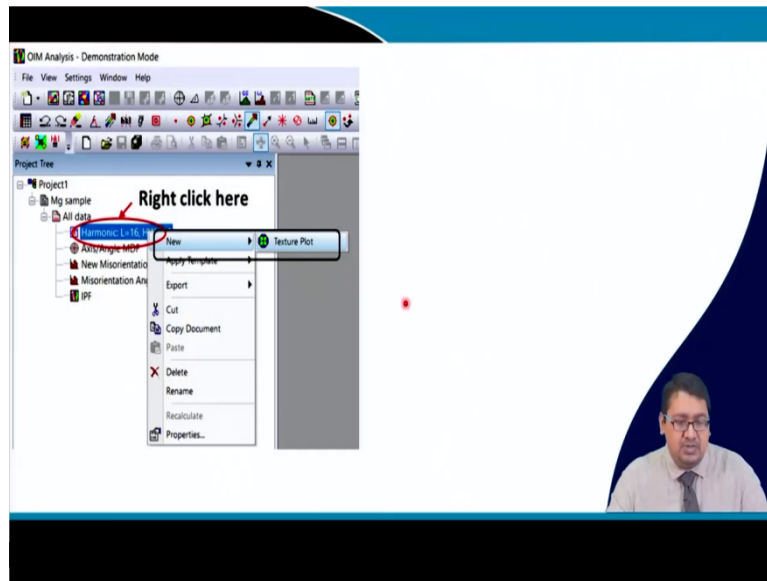 OIM Analysis - Demonstration Mode
File View Settings Window Help
Project Tree
Project1
Mg sample
Right click here
All data
Harmonic: L=16,
New
Texture Plot
Axis/Angle MDF
Apply Template
New
Export
Misorientation
IPF
Cut
Copy Document
Paste
Delete
Rename
Recalculate
Properties...